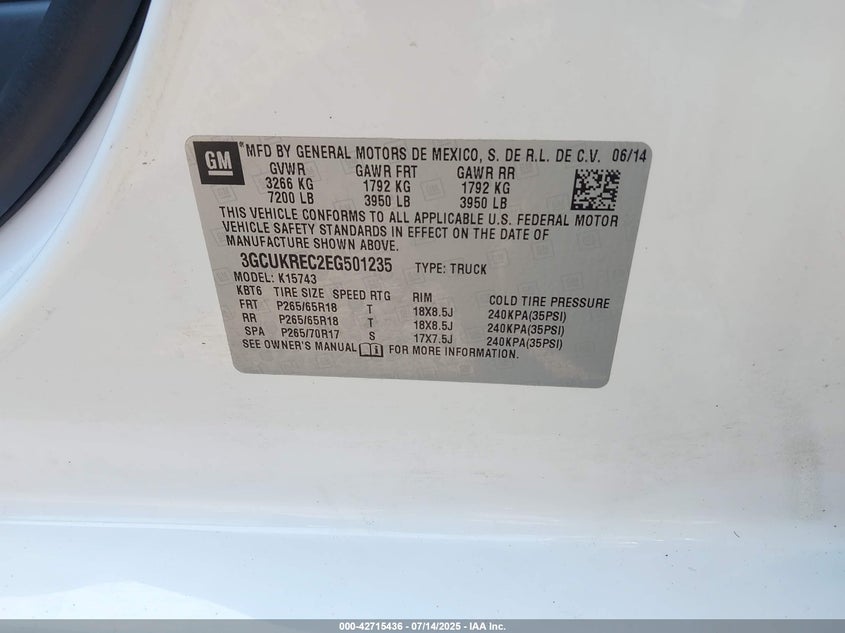 GM ® MFD BY GENERAL MOTORS DE MEXICO, S. DE R.L. DE C.V. 06/14
GVWR GAWR FRT GAWR RR
3266 KG 1792 KG 1792 KG
7200 LB 3950 LB 3950 LB
THIS VEHICLE CONFORMS TO ALL APPLICABLE U.S. FEDERAL MOTOR
VEHICLE SAFETY STANDARDS IN EFFECT ON THE DATE OF
MANUFACTURE SHOWN ABOVE.
3GCUKREC2EG501235 TYPE: TRUCK
MODEL: K15743
KBT6 TIRE SIZE SPEED RTG RIM COLD TIRE PRESSURE
FRT P265/65R18 T 18X8.5J 240KPA(35PSI)
RR P265/65R18 T 18X8.5J 240KPA(35PSI)
SPA P265/70R17 S 17X7.5J 240KPA(35PSI)
SEE OWNER'S MANUAL FOR MORE INFORMATION.
000-42715436 - 07/14/2025 - IAA Inc.